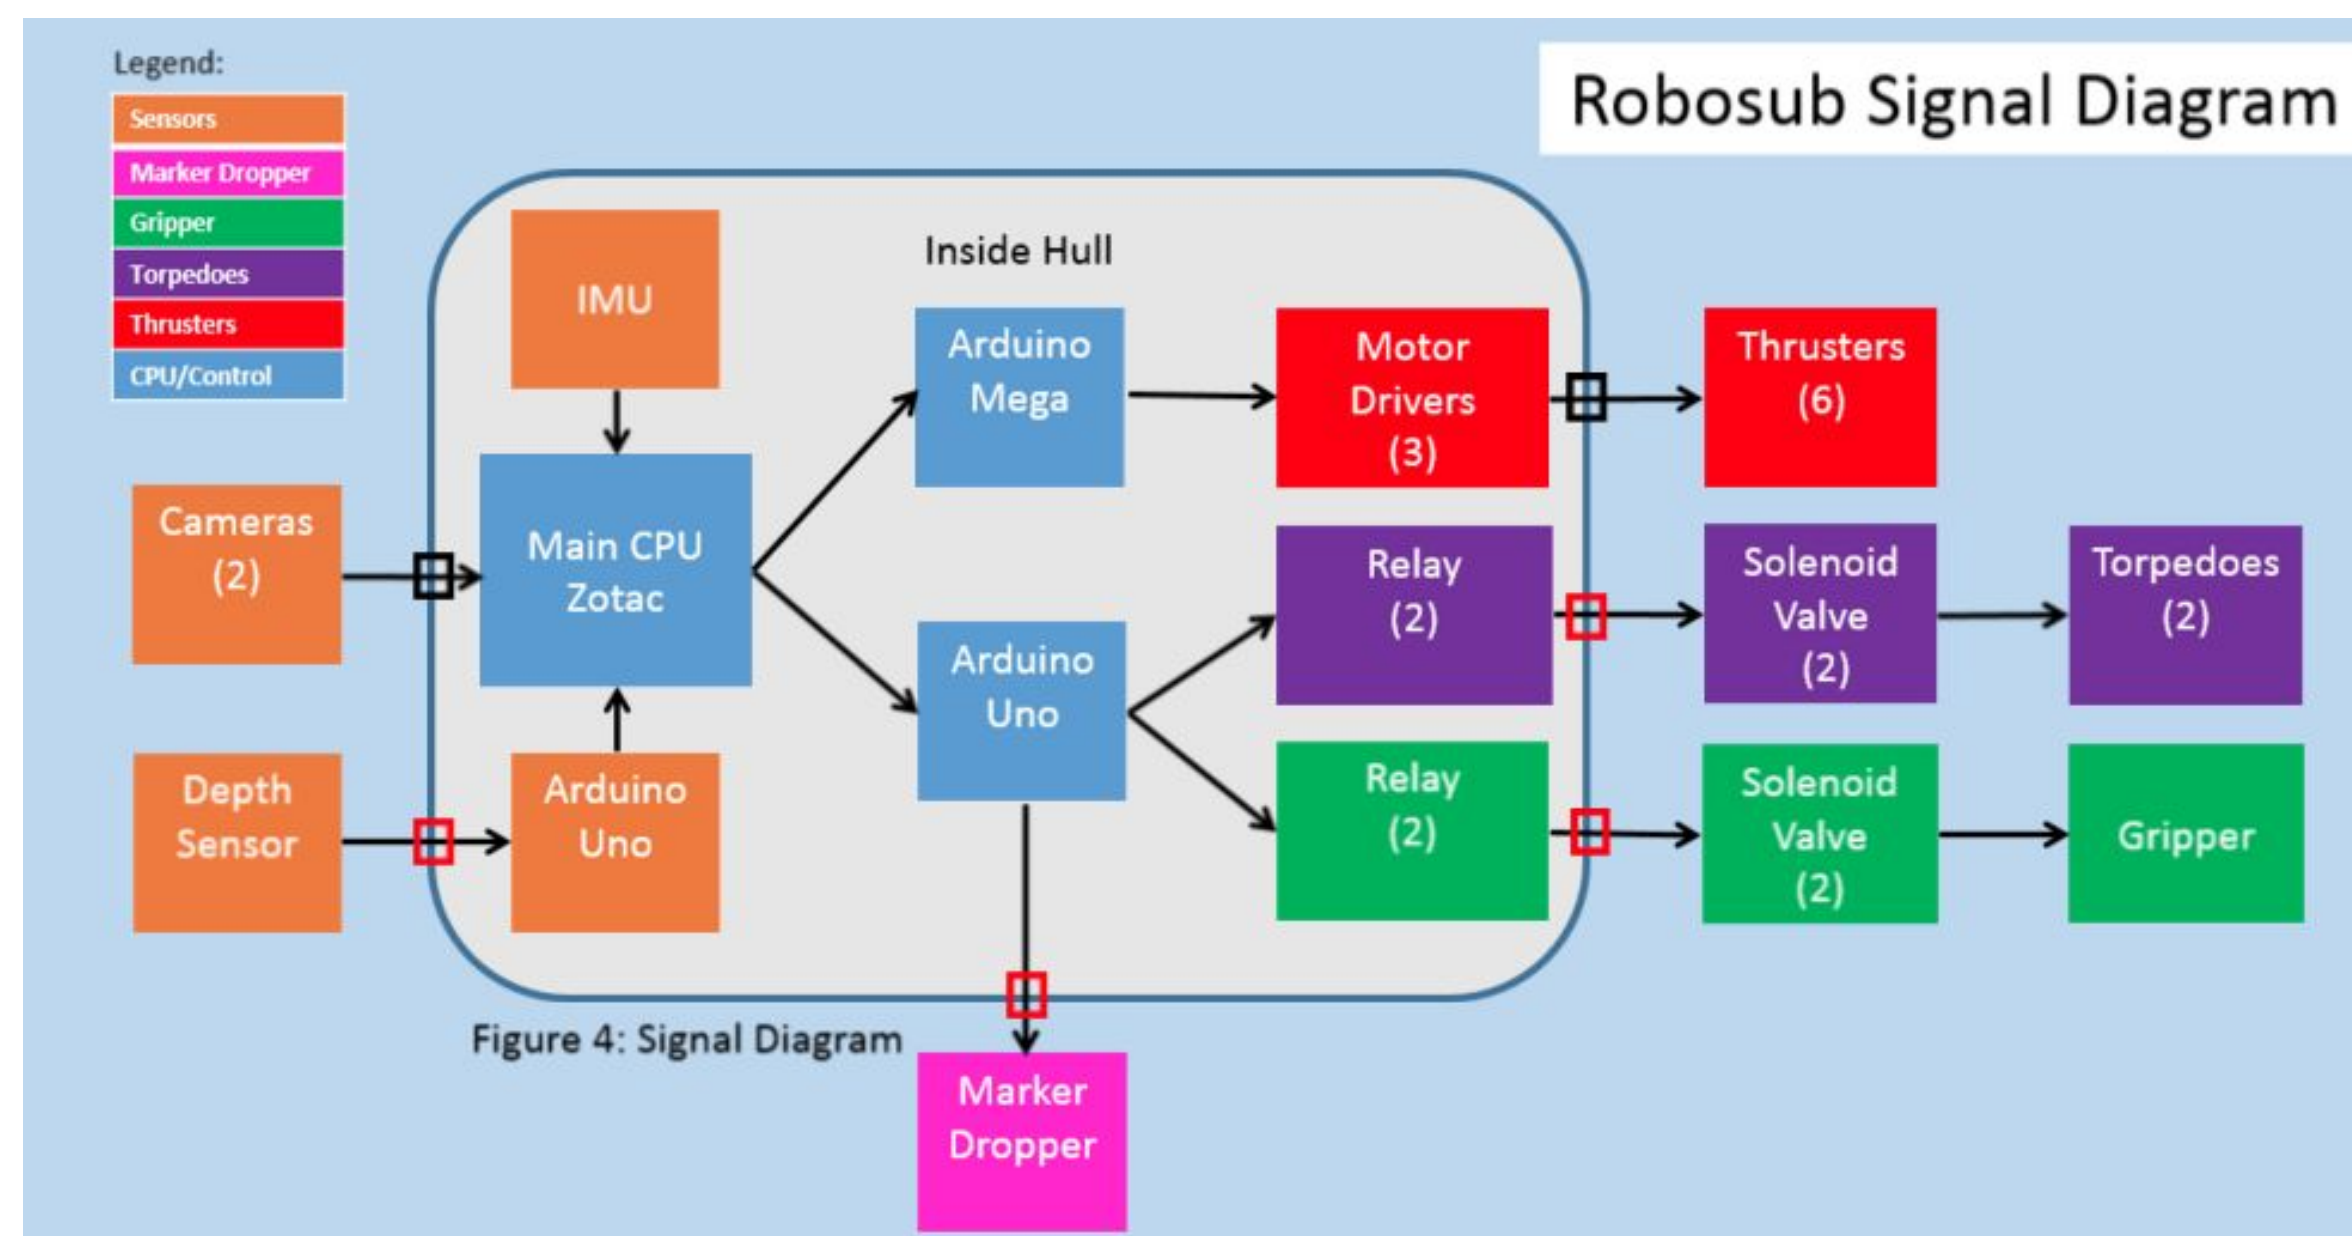 Legend:
Sensors
Marker Dropper
Gripper
Torpedoes
Thrusters
CPU/Control
Robosub Signal Diagram
Inside Hull
IMU
Arduino
Mega
Motor
Drivers
(3)
Thrusters
(6)
Cameras
(2)
Main CPU
Zotac
Relay
(2)
Solenoid
Valve
(2)
Torpedoes
(2)
Arduino
Uno
Depth
Sensor
Arduino
Uno
Relay
(2)
Solenoid
Valve
(2)
Gripper
Figure 4: Signal Diagram
Marker
Dropper